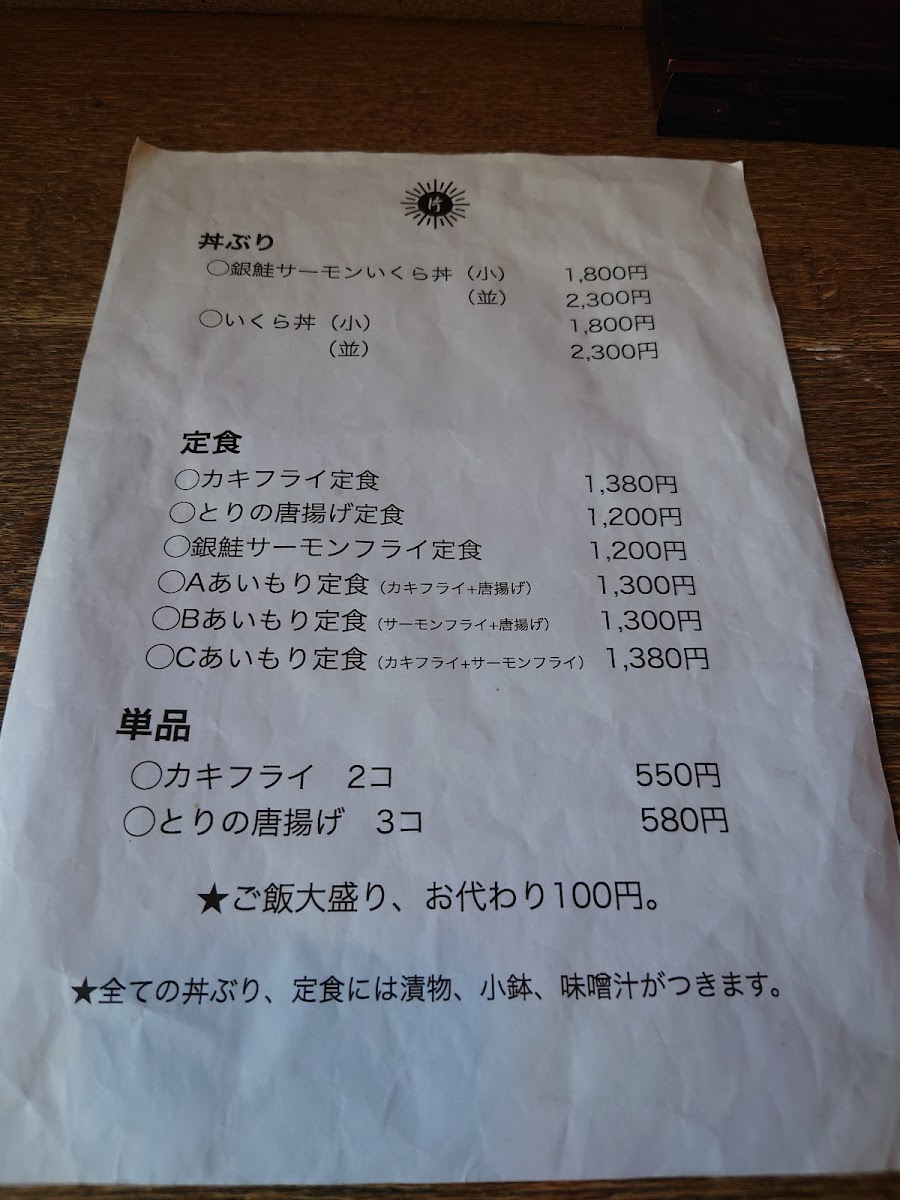 丼ぶり
◯銀鮭サーモンいくら丼（小） 1,800円
（並） 2,300円
◯いくら丼（小） 1,800円
（並） 2,300円
定食
◯カキフライ定食 1,380円
◯とりの唐揚げ定食 1,200円
◯銀鮭サーモンフライ定食 1,200円
◯Aあいもり定食（カキフライ+唐揚げ） 1,300円
◯Bあいもり定食（サーモンフライ+唐揚げ） 1,300円
◯Cあいもり定食（カキフライ+サーモンフライ） 1,380円
単品
◯カキフライ 2コ 550円
◯とりの唐揚げ 3コ 580円
★ご飯大盛り、お代わり100円。
★全ての丼ぶり、定食には漬物、小鉢、味噌汁がつきます。